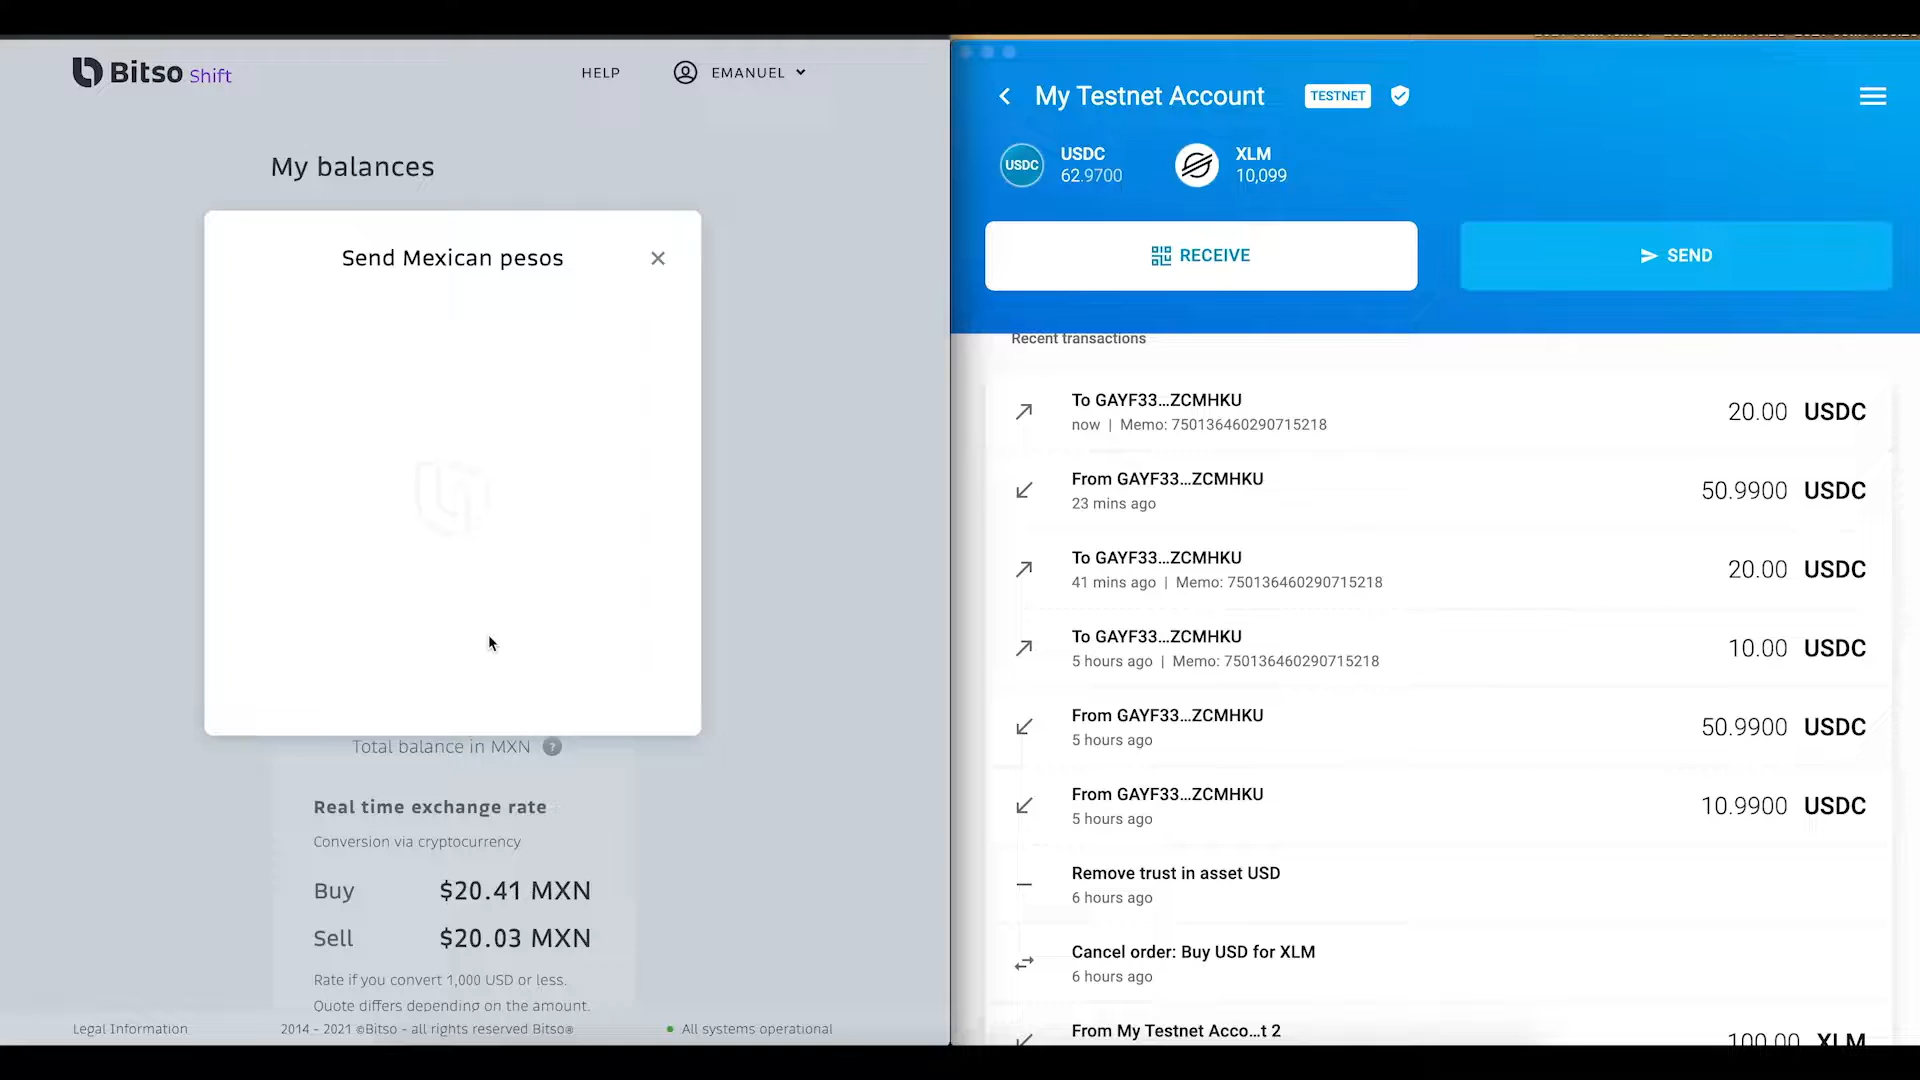 Bitso Shift
HELP
EMANUEL
My balances
Send Mexican pesos
Total balance in MXN ?
Real time exchange rate
Conversion via cryptocurrency
Buy $20.41 MXN
Sell $20.03 MXN
Rate if you convert 1,000 USD or less.
Quote differs depending on the amount.
Legal Information
2014 - 2021 ©Bitso - all rights reserved Bitso®
All systems operational
My Testnet Account
TESTNET
USDC
USDC
62.9700
XLM
10,099
RECEIVE
SEND
Recent transactions
To GAYF33...ZCMHKU
now | Memo: 750136460290715218
20.00 USDC
From GAYF33...ZCMHKU
23 mins ago
50.9900 USDC
To GAYF33...ZCMHKU
41 mins ago | Memo: 750136460290715218
20.00 USDC
To GAYF33...ZCMHKU
5 hours ago | Memo: 750136460290715218
10.00 USDC
From GAYF33...ZCMHKU
5 hours ago
50.9900 USDC
From GAYF33...ZCMHKU
5 hours ago
10.9900 USDC
Remove trust in asset USD
6 hours ago
Cancel order: Buy USD for XLM
6 hours ago
From My Testnet Acco...t 2
100.00 XLM